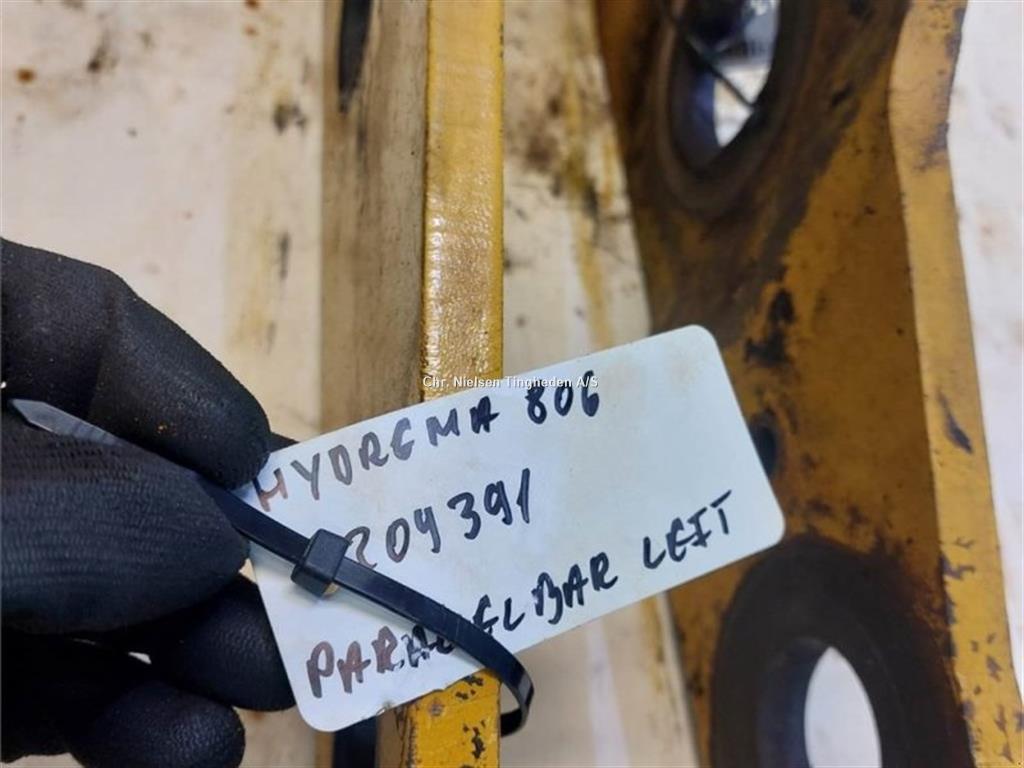 Chr. Nielsen Tingheden A/S
HYDREMA 806
204391
PARALLELBAR LEFT